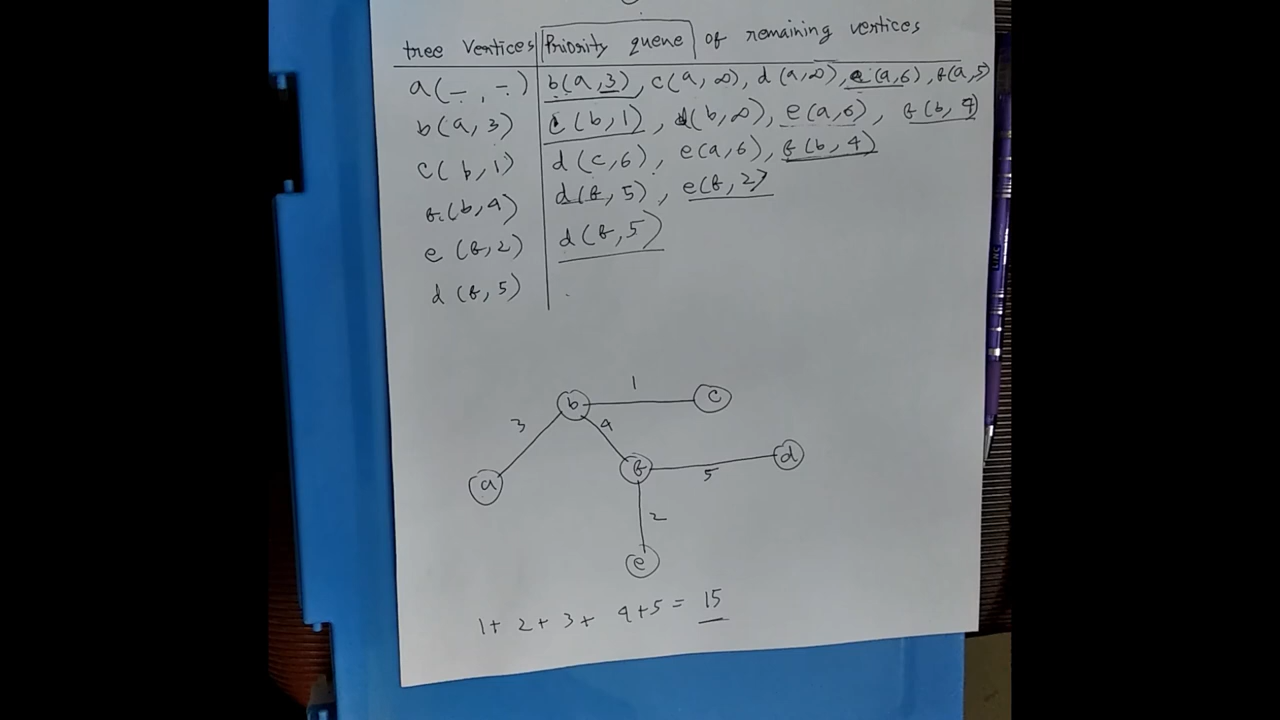 tree vertices Priority queue of remaining vertices
a(-, -) b(a,3), c(a,∞), d(a,∞), e(a,6), f(a,5)
b(a,3) c(b,1), d(b,∞), e(a,6), f(b,4)
c(b,1) d(c,6), e(a,6), f(b,4)
f(b,4) d(f,5), e(f,2)
e(f,2) d(f,5)
d(f,5)
1
b c
3 4
f d
a 5
2
e
1+2+3+4+5=15
LINC